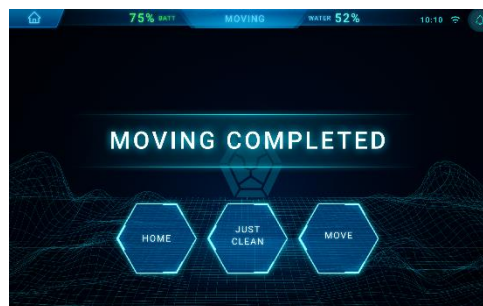 75% BATT MOVING WATER 52% 10:10
MOVING COMPLETED
HOME
JUST
CLEAN
MOVE